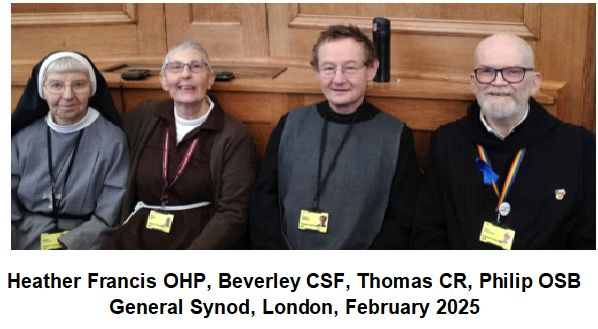 Heather Francis OHP, Beverley CSF, Thomas CR, Philip OSB
General Synod, London, February 2025